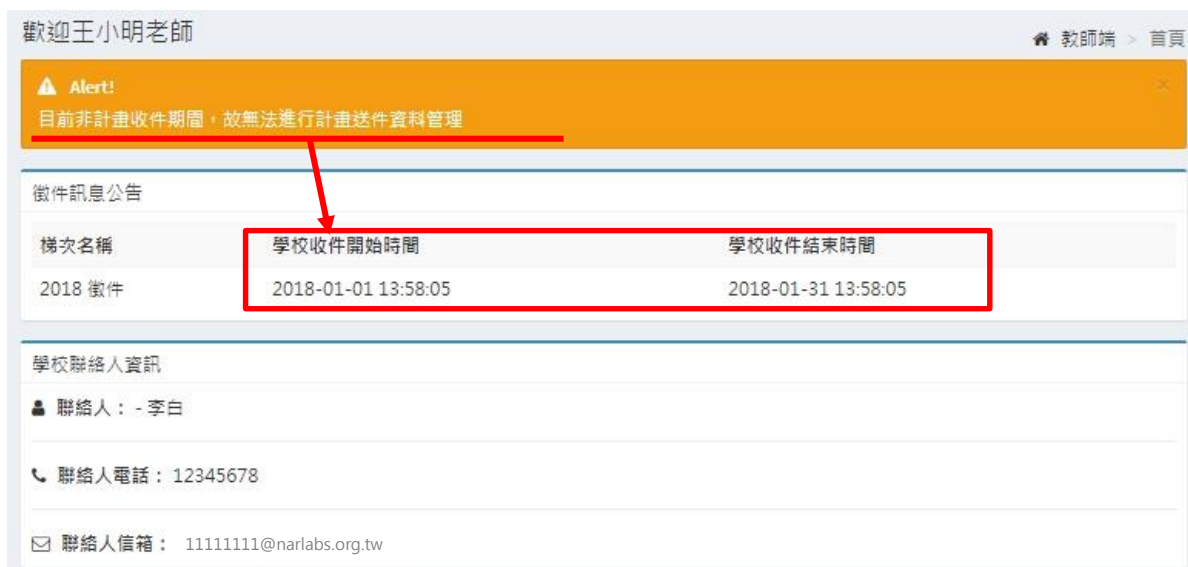 歡迎王小明老師
教師端 > 首頁
Alert!
×
目前非計畫收件期間，故無法進行計畫送件資料管理
徵件訊息公告
梯次名稱 學校收件開始時間 學校收件結束時間
2018 徵件 2018-01-01 13:58:05 2018-01-31 13:58:05
學校聯絡人資訊
聯絡人： - 李白
聯絡人電話： 12345678
聯絡人信箱： 11111111@narlabs.org.tw